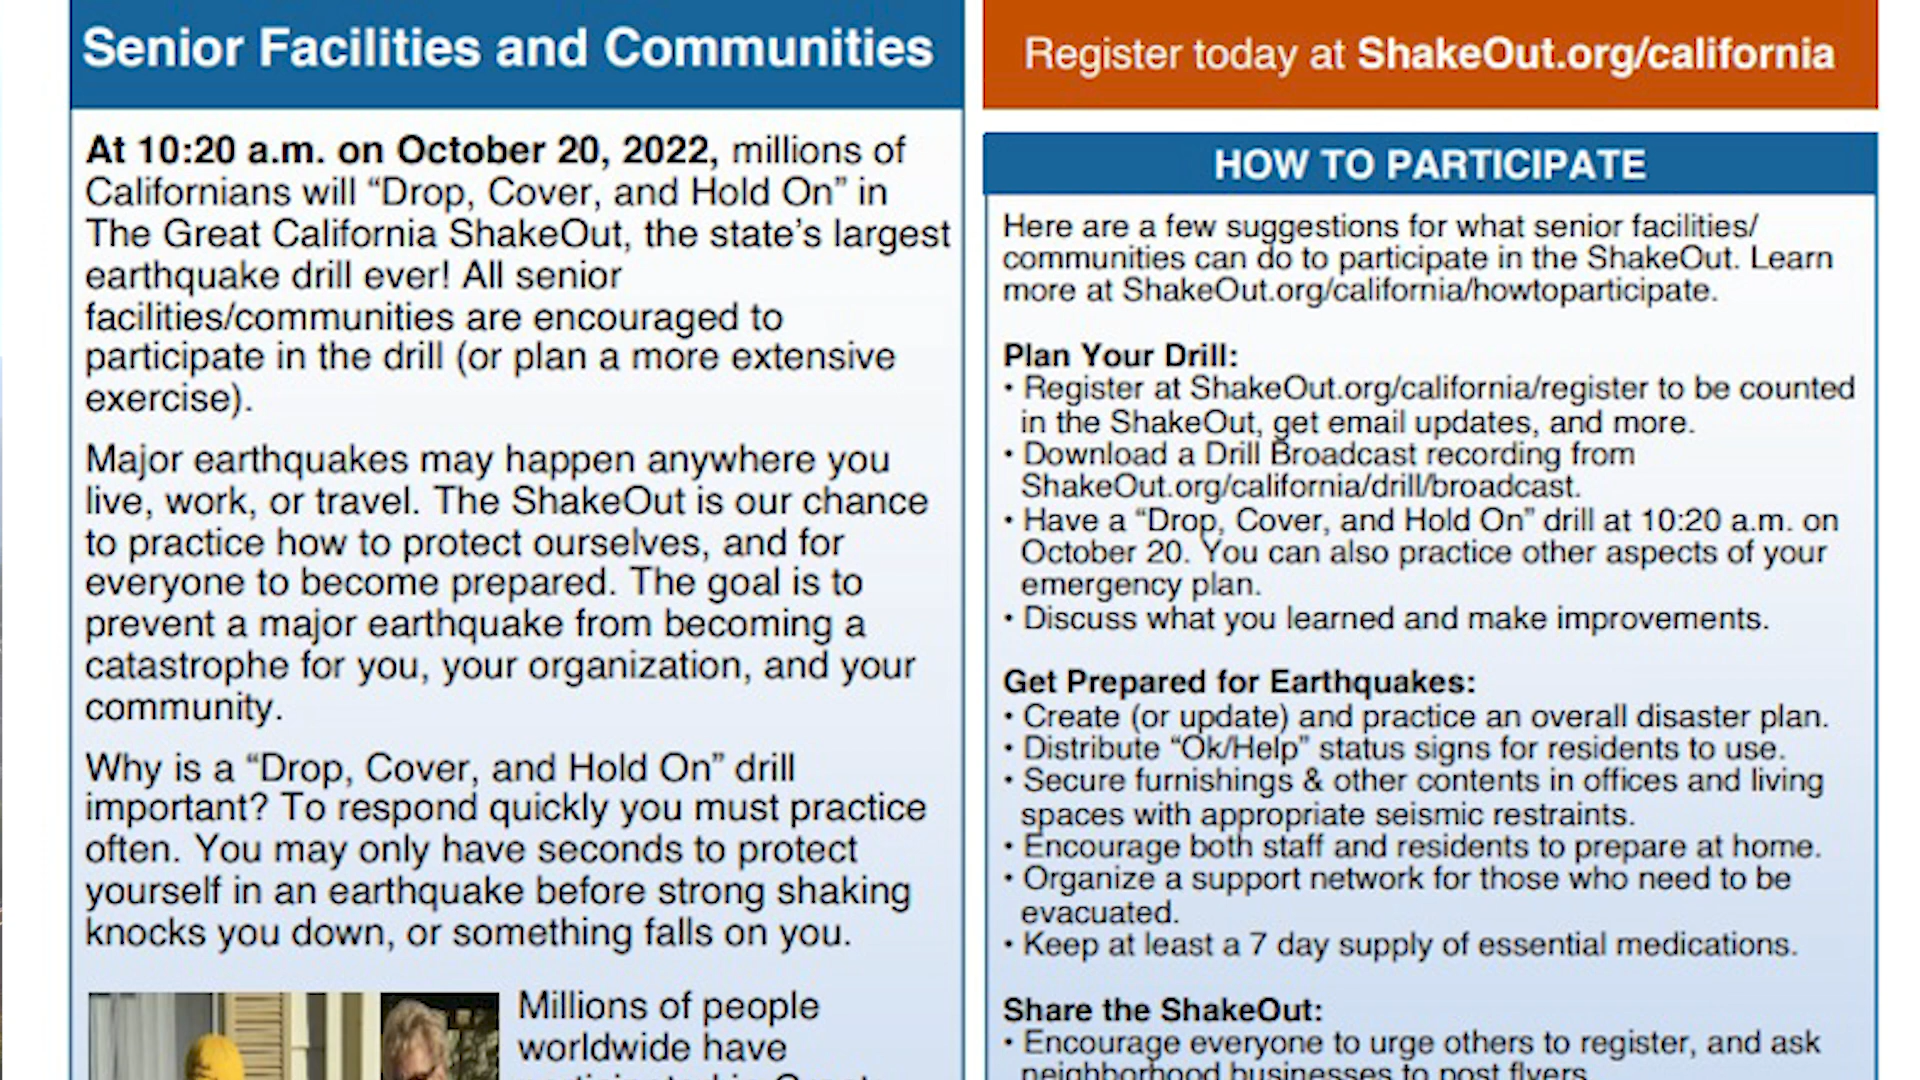 Senior Facilities and Communities
At 10:20 a.m. on October 20, 2022, millions of
Californians will “Drop, Cover, and Hold On” in
The Great California ShakeOut, the state’s largest
earthquake drill ever! All senior
facilities/communities are encouraged to
participate in the drill (or plan a more extensive
exercise).
Major earthquakes may happen anywhere you
live, work, or travel. The ShakeOut is our chance
to practice how to protect ourselves, and for
everyone to become prepared. The goal is to
prevent a major earthquake from becoming a
catastrophe for you, your organization, and your
community.
Why is a “Drop, Cover, and Hold On” drill
important? To respond quickly you must practice
often. You may only have seconds to protect
yourself in an earthquake before strong shaking
knocks you down, or something falls on you.
Millions of people
worldwide have
Register today at ShakeOut.org/california
HOW TO PARTICIPATE
Here are a few suggestions for what senior facilities/
communities can do to participate in the ShakeOut. Learn
more at ShakeOut.org/california/howtoparticipate.
Plan Your Drill:
• Register at ShakeOut.org/california/register to be counted
in the ShakeOut, get email updates, and more.
• Download a Drill Broadcast recording from
ShakeOut.org/california/drill/broadcast.
• Have a “Drop, Cover, and Hold On” drill at 10:20 a.m. on
October 20. You can also practice other aspects of your
emergency plan.
• Discuss what you learned and make improvements.
Get Prepared for Earthquakes:
• Create (or update) and practice an overall disaster plan.
• Distribute “Ok/Help” status signs for residents to use.
• Secure furnishings & other contents in offices and living
spaces with appropriate seismic restraints.
• Encourage both staff and residents to prepare at home.
• Organize a support network for those who need to be
evacuated.
• Keep at least a 7 day supply of essential medications.
Share the ShakeOut:
• Encourage everyone to urge others to register, and ask
neighborhood businesses to post flyers